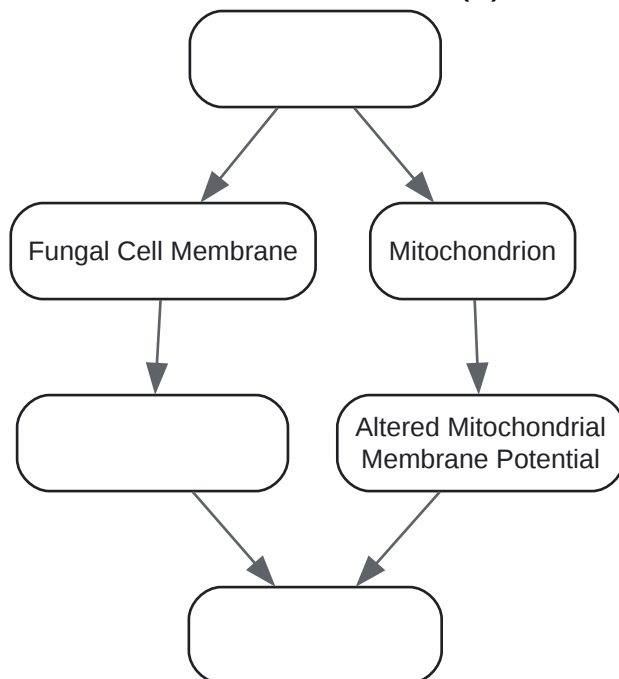 Fungal Cell Membrane
Mitochondrion
Altered Mitochondrial
Membrane Potential